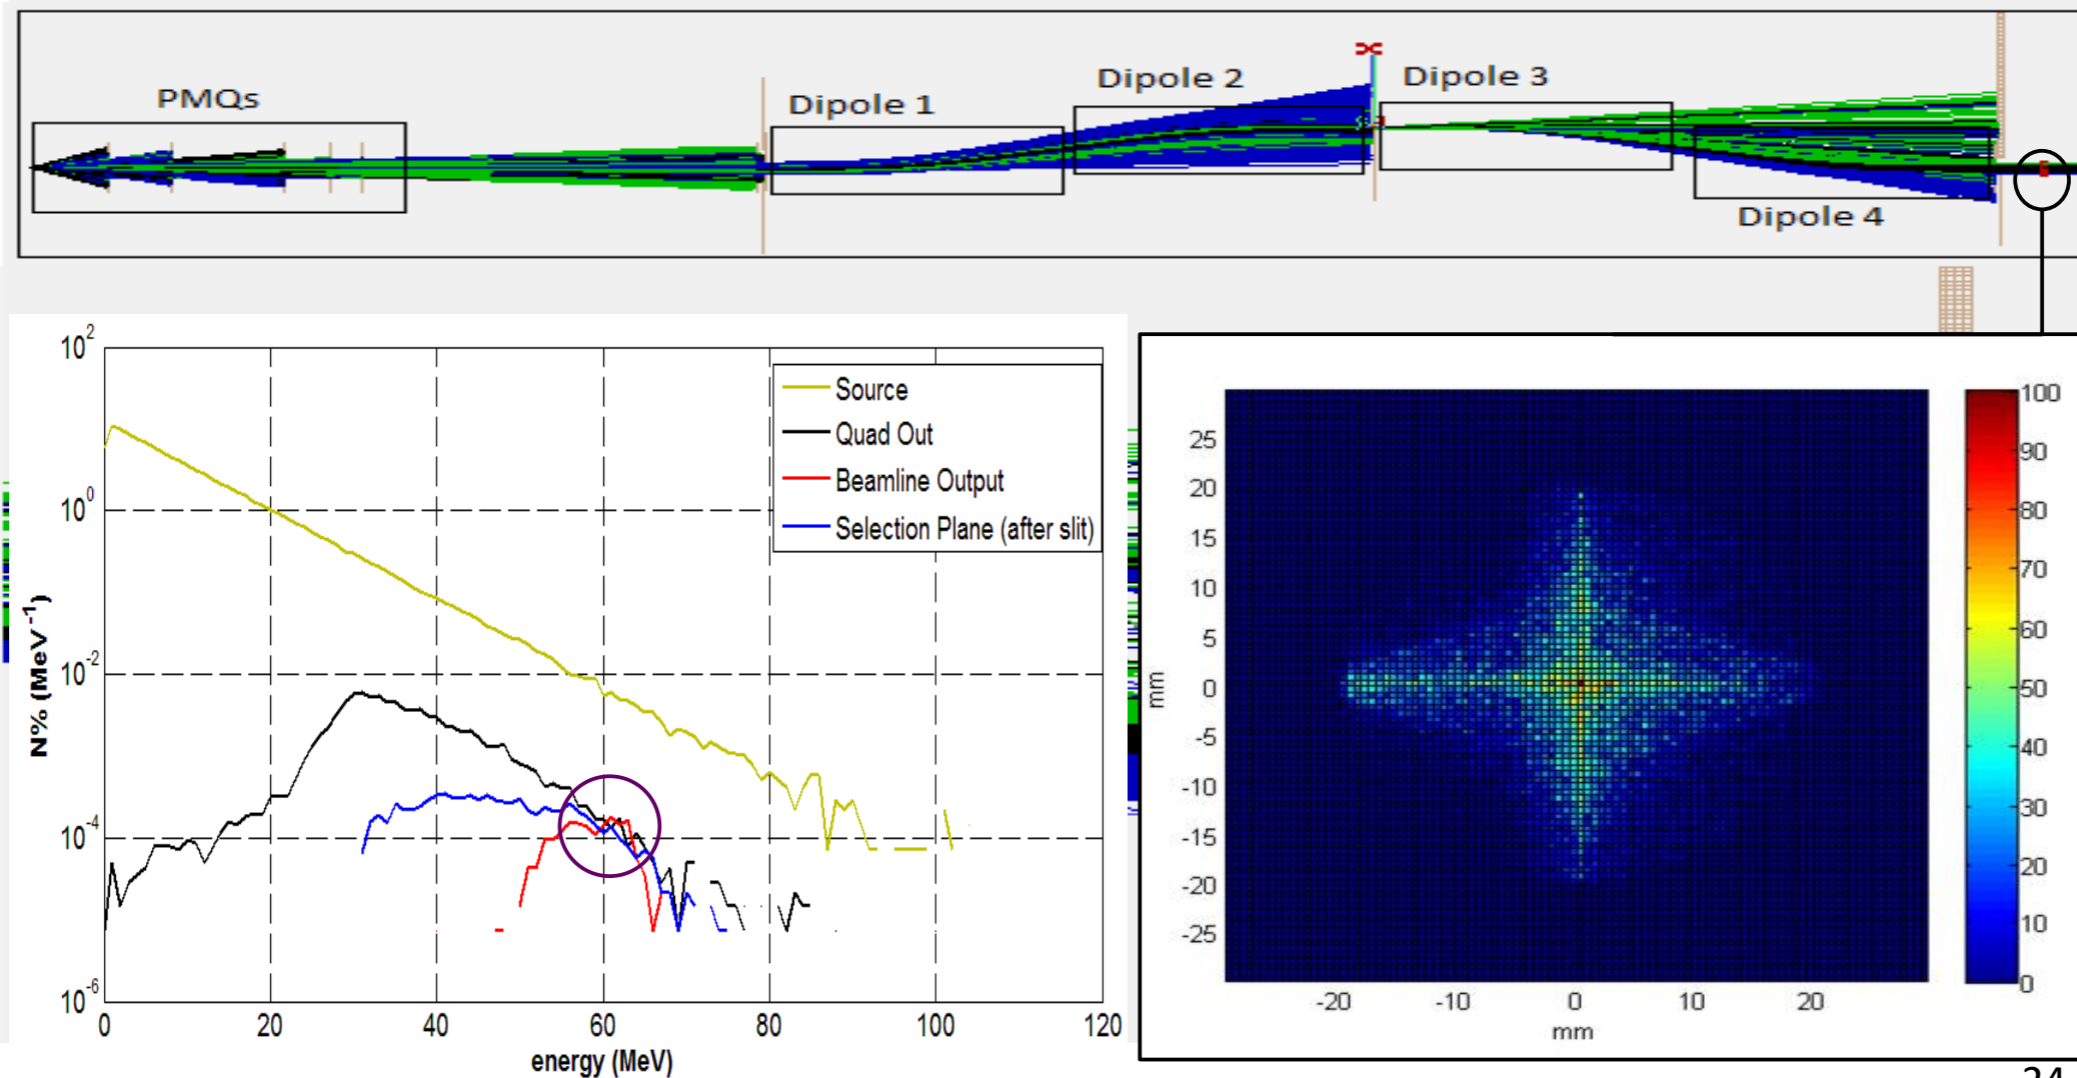 PMQs
Dipole 1
Dipole 2
Dipole 3
Dipole 4
10^2
10^0
10^-2
10^-4
10^-6
N% (MeV^-1)
0 20 40 60 80 100 120
energy (MeV)
Source
Quad Out
Beamline Output
Selection Plane (after slit)
25
20
15
10
5
0
-5
-10
-15
-20
-25
mm
-20 -10 0 10 20
mm
100
90
80
70
60
50
40
30
20
10
0